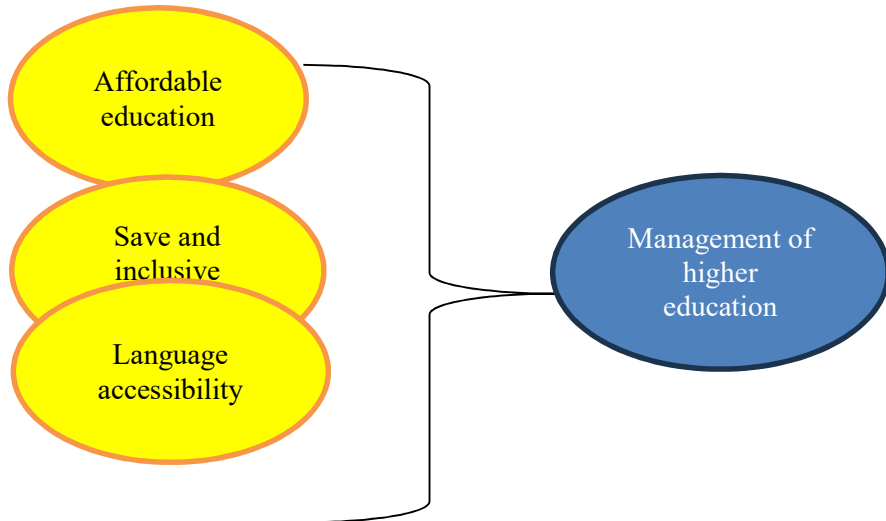 Affordable
education
Save and
inclusive
Language
accessibility
Management of
higher
education